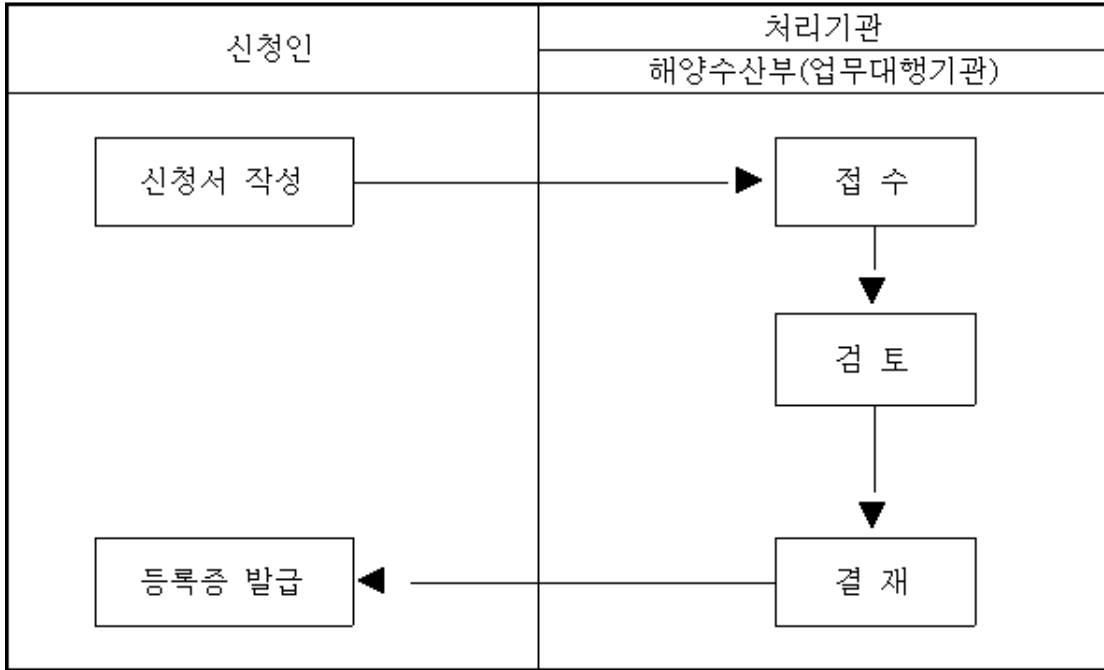 신청인
처리기관
해양수산부(업무대행기관)
신청서 작성
접 수
검 토
등록증 발급
결 재